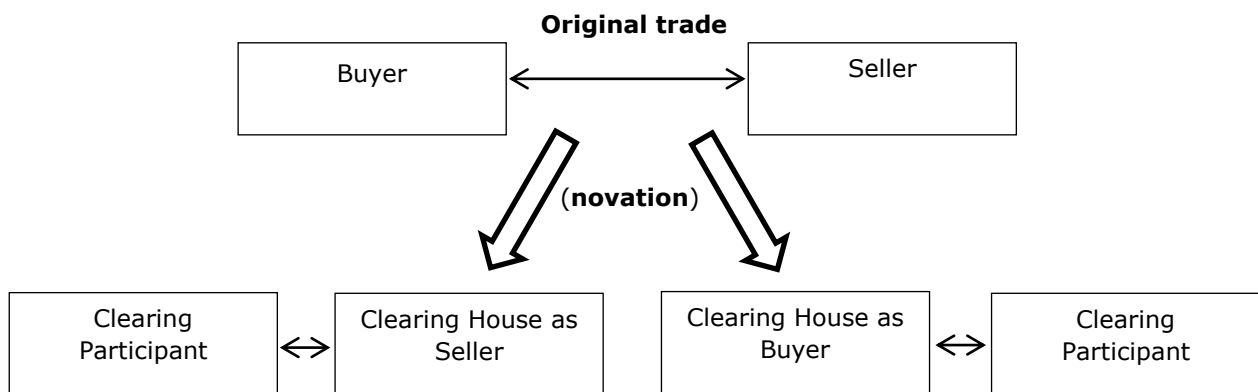 Original trade
Buyer
Seller
(novation)
Clearing
Participant
Clearing House as
Seller
Clearing House as
Buyer
Clearing
Participant